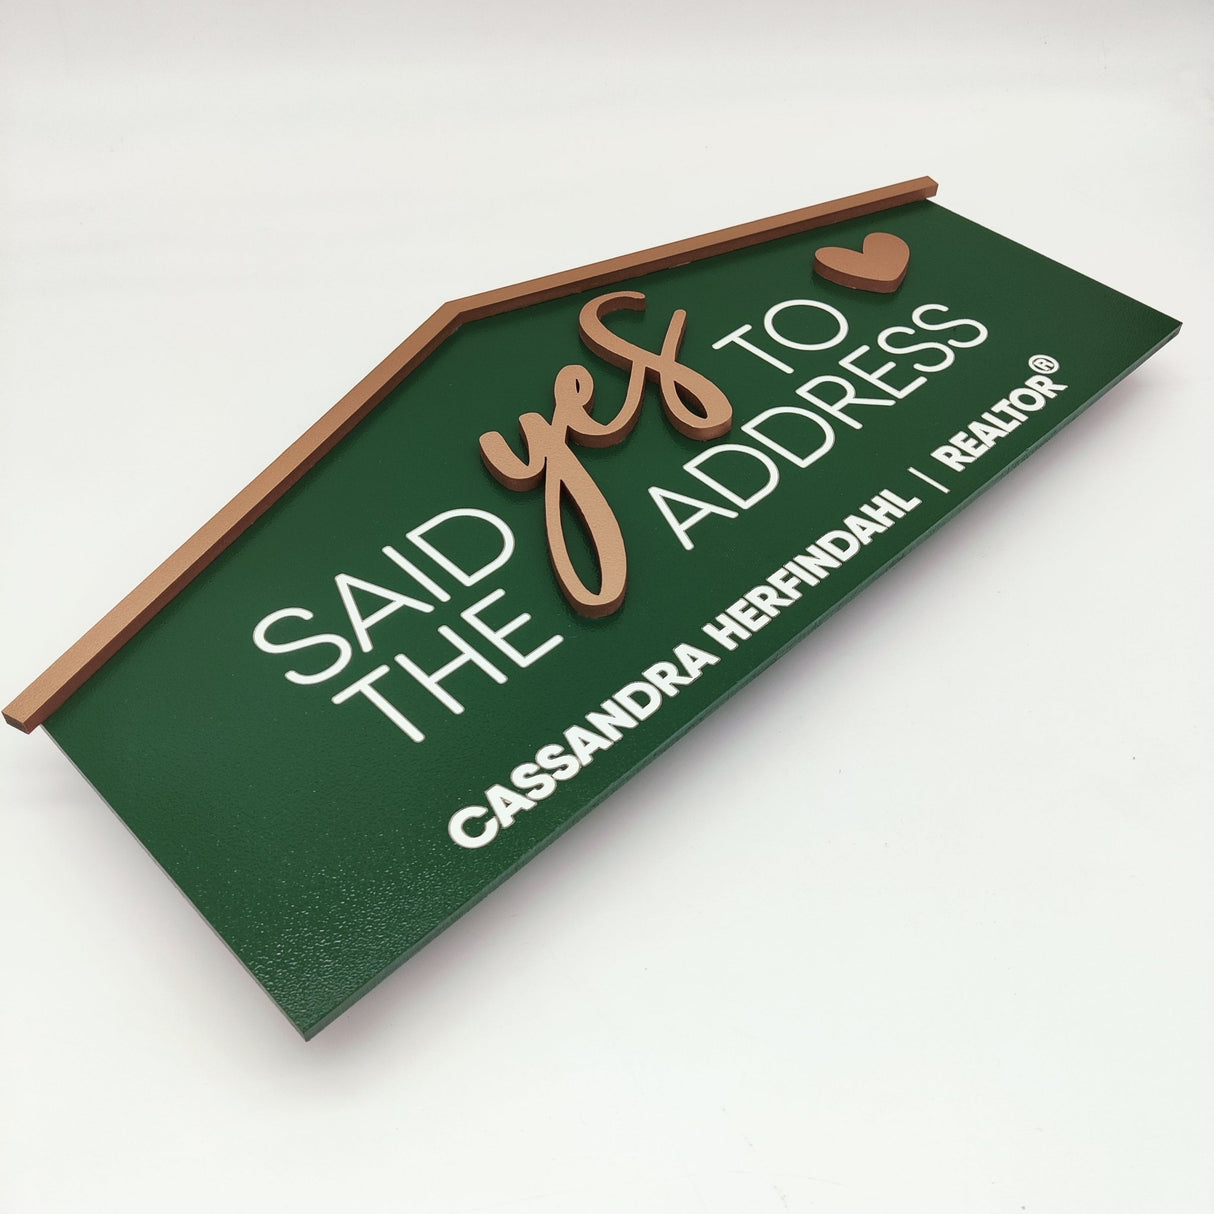 SAID yes TO
THE ADDRESS
CASSANDRA HERFINDAHL | REALTOR®